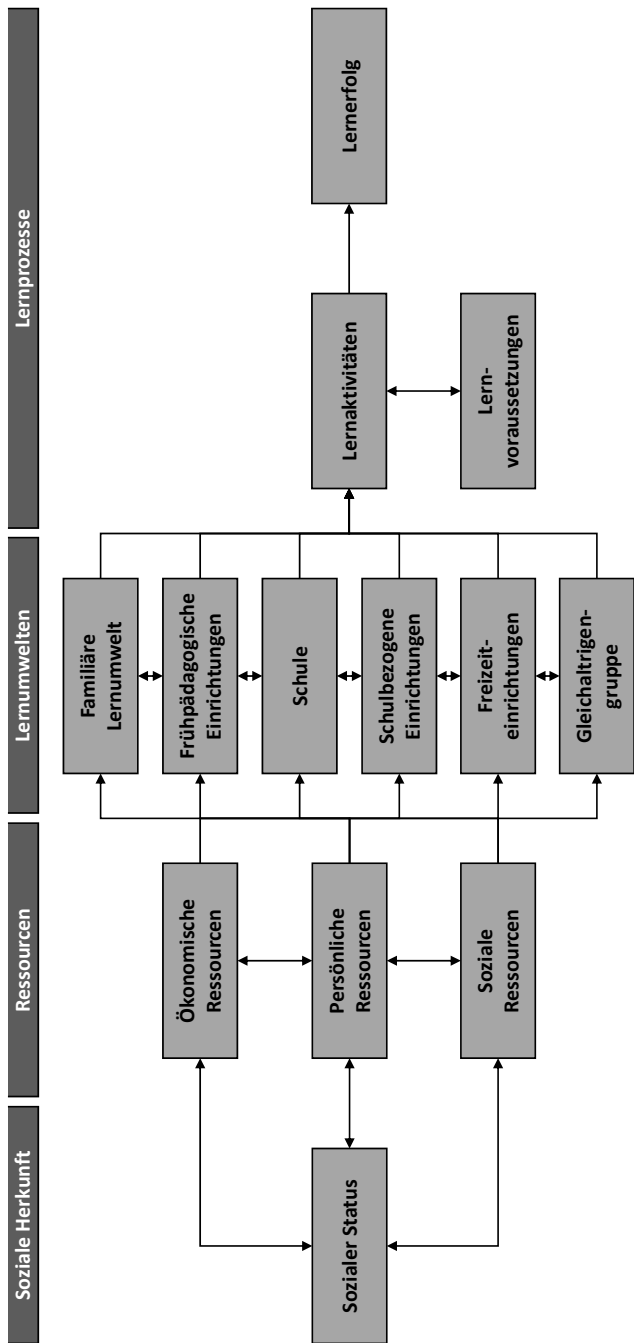 Soziale Herkunft
Ressourcen
Lernumwelten
Lernprozesse
Sozialer Status
Ökonomische
Ressourcen
Persönliche
Ressourcen
Soziale
Ressourcen
Familiäre
Lernumwelt
Frühpädagogische
Einrichtungen
Schule
Schulbezogene
Einrichtungen
Freizeit-
einrichtungen
Gleichaltrigen-
gruppe
Lernaktivitäten
Lern-
voraussetzungen
Lernerfolg